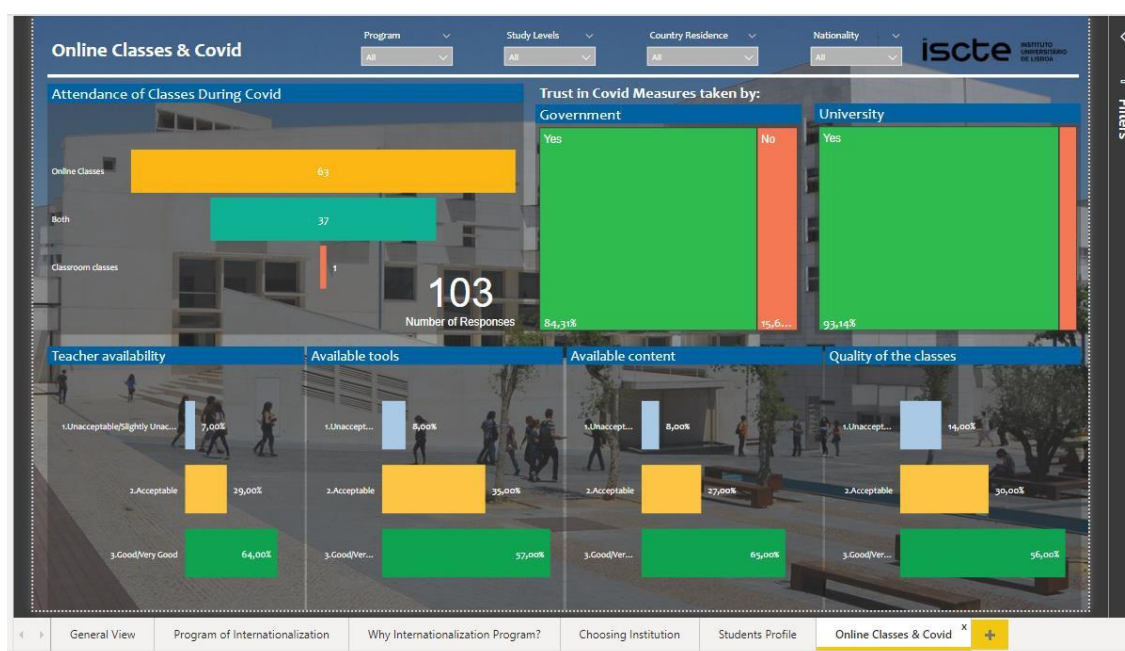 Online Classes & Covid
Program
All
Study Levels
All
Country Residence
All
Nationality
All
iscte INSTITUTO
UNIVERSITÁRIO
DE LISBOA
Filters
Attendance of Classes During Covid
Online Classes
63
Both
37
Classroom classes
1
103
Number of Responses
Trust in Covid Measures taken by:
Government
Yes
No
84,31%
15,6...
University
Yes
93,14%
Teacher availability
1.Unacceptable/Slightly Unac...
7,00%
2.Acceptable
29,00%
3.Good/Very Good
64,00%
Available tools
1.Unaccept...
8,00%
2.Acceptable
35,00%
3.Good/Ver...
57,00%
Available content
1.Unaccept...
8,00%
2.Acceptable
27,00%
3.Good/Ver...
65,00%
Quality of the classes
1.Unaccept...
14,00%
2.Acceptable
30,00%
3.Good/Ver...
56,00%
General View
Program of Internationalization
Why Internationalization Program?
Choosing Institution
Students Profile
Online Classes & Covid
x
+